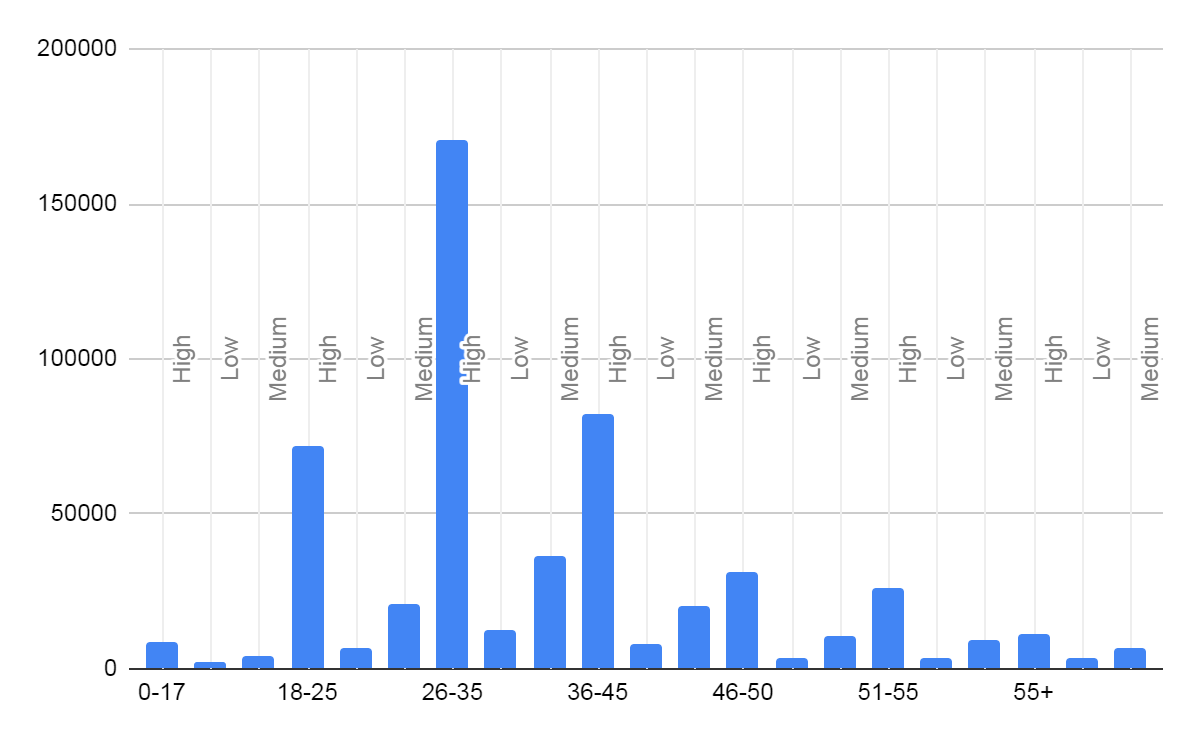 200000
150000
100000
50000
0
High
Low
Medium
High
Low
Medium
High
Low
Medium
High
Low
Medium
High
Low
Medium
High
Low
Medium
High
Low
Medium
0-17
18-25
26-35
36-45
46-50
51-55
55+